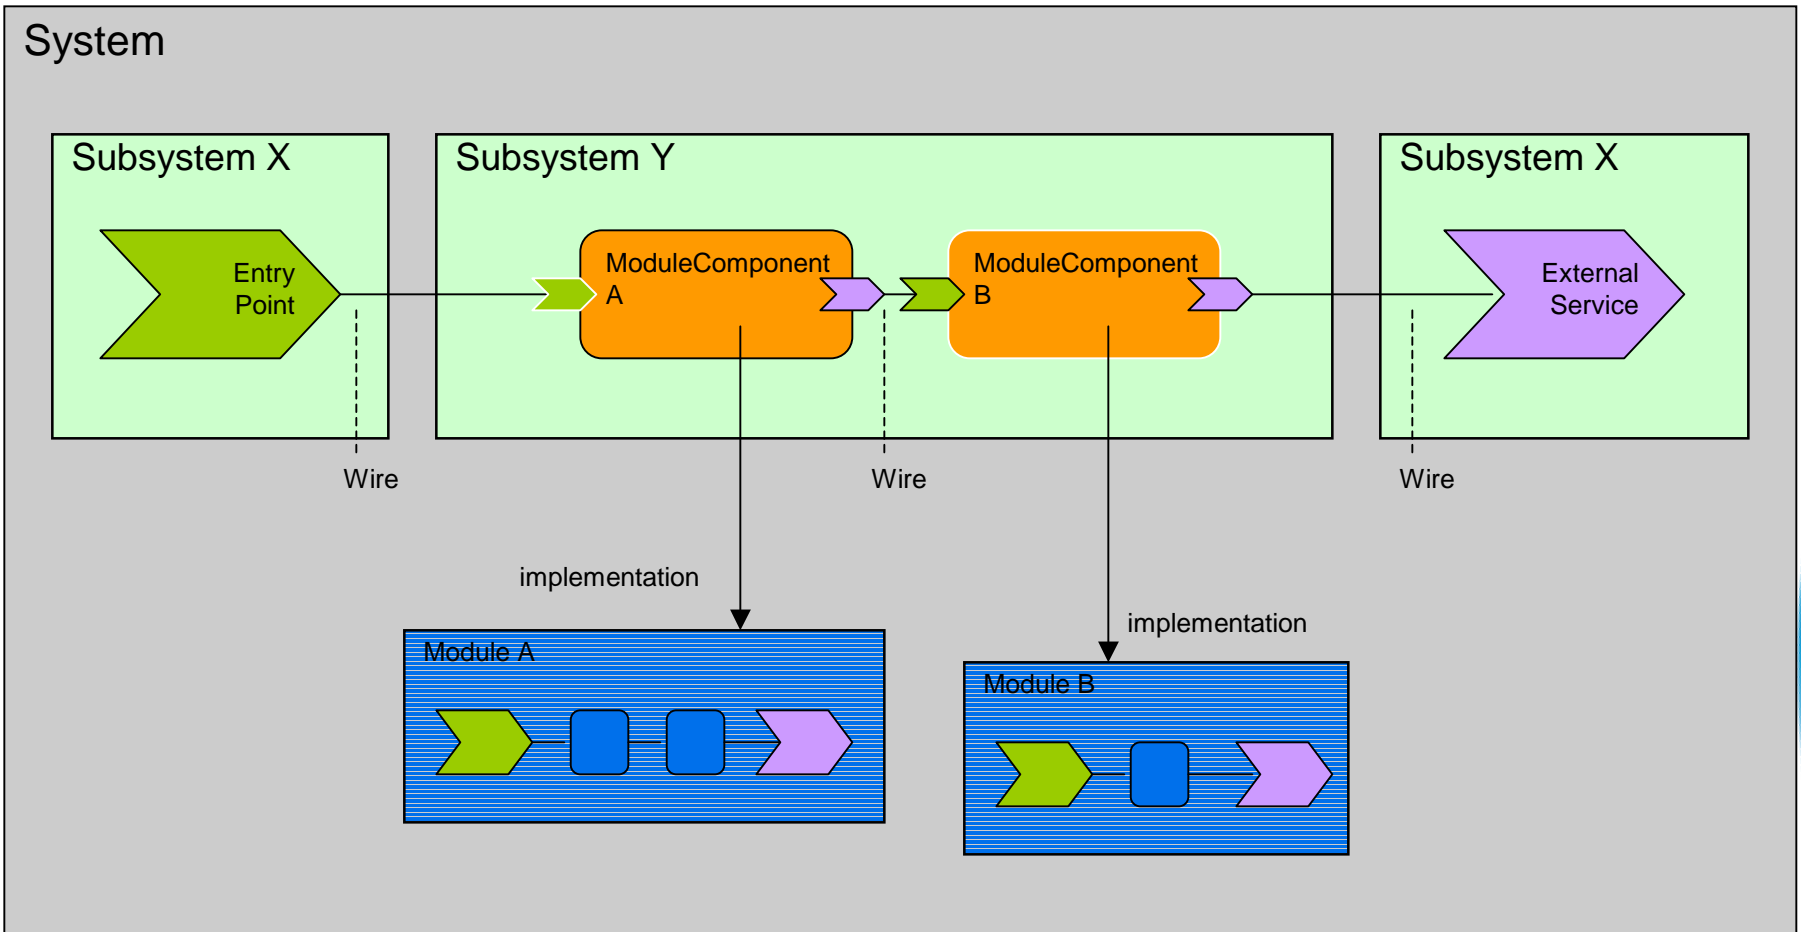 System
Subsystem X
Subsystem Y
Subsystem X
Entry
Point
ModuleComponent
A
ModuleComponent
B
External
Service
Wire
Wire
Wire
implementation
implementation
Module A
Module B